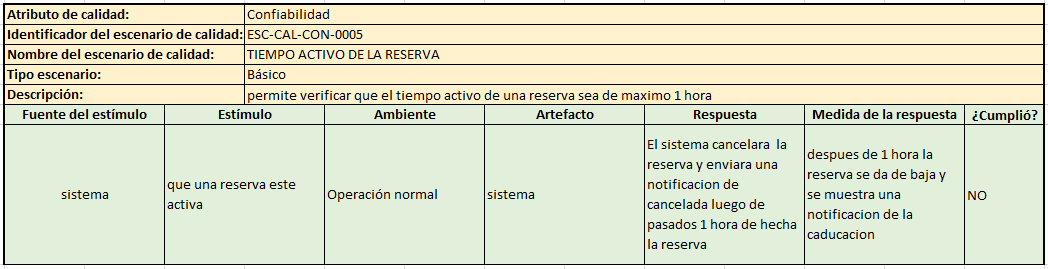 Atributo de calidad: Confiabilidad
Identificador del escenario de calidad: ESC-CAL-CON-0005
Nombre del escenario de calidad: TIEMPO ACTIVO DE LA RESERVA
Tipo escenario: Básico
Descripción: permite verificar que el tiempo activo de una reserva sea de maximo 1 hora
Fuente del estímulo Estímulo Ambiente Artefacto Respuesta Medida de la respuesta ¿Cumplió?
sistema
que una reserva este
activa
Operación normal
sistema
El sistema cancelara la
reserva y enviara una
notificacion de
cancelada luego de
pasados 1 hora de hecha
la reserva
despues de 1 hora la
reserva se da de baja y
se muestra una
notificacion de la
caducacion
NO